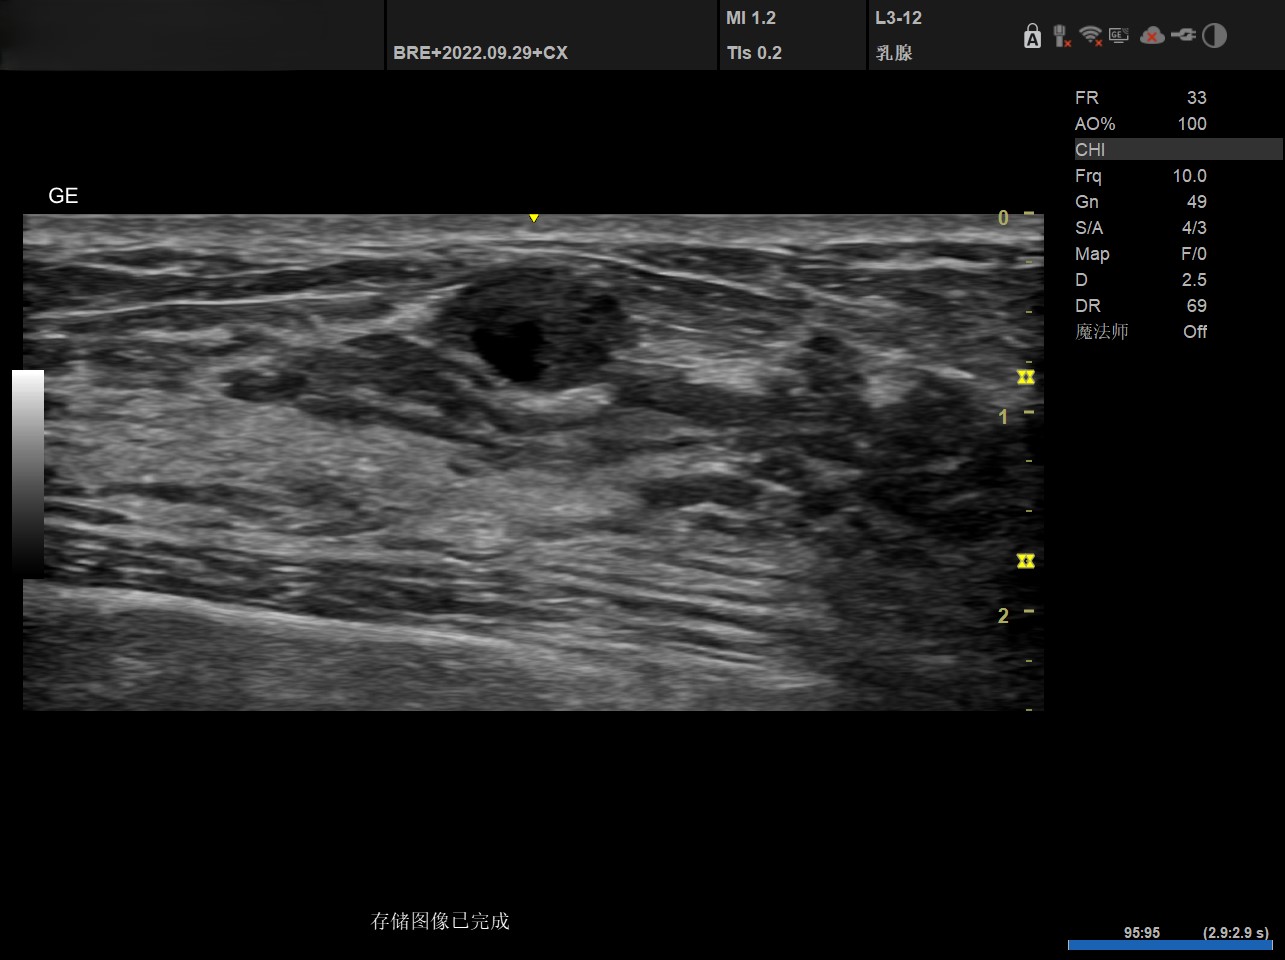 MI 1.2
L3-12
BRE+2022.09.29+CX
TIs 0.2
乳腺
A
GE
FR 33
AO% 100
CHI
Frq 10.0
Gn 49
S/A 4/3
Map F/0
D 2.5
DR 69
魔法师 Off
GE
0
1
2
存储图像已完成
95:95 (2.9:2.9 s)